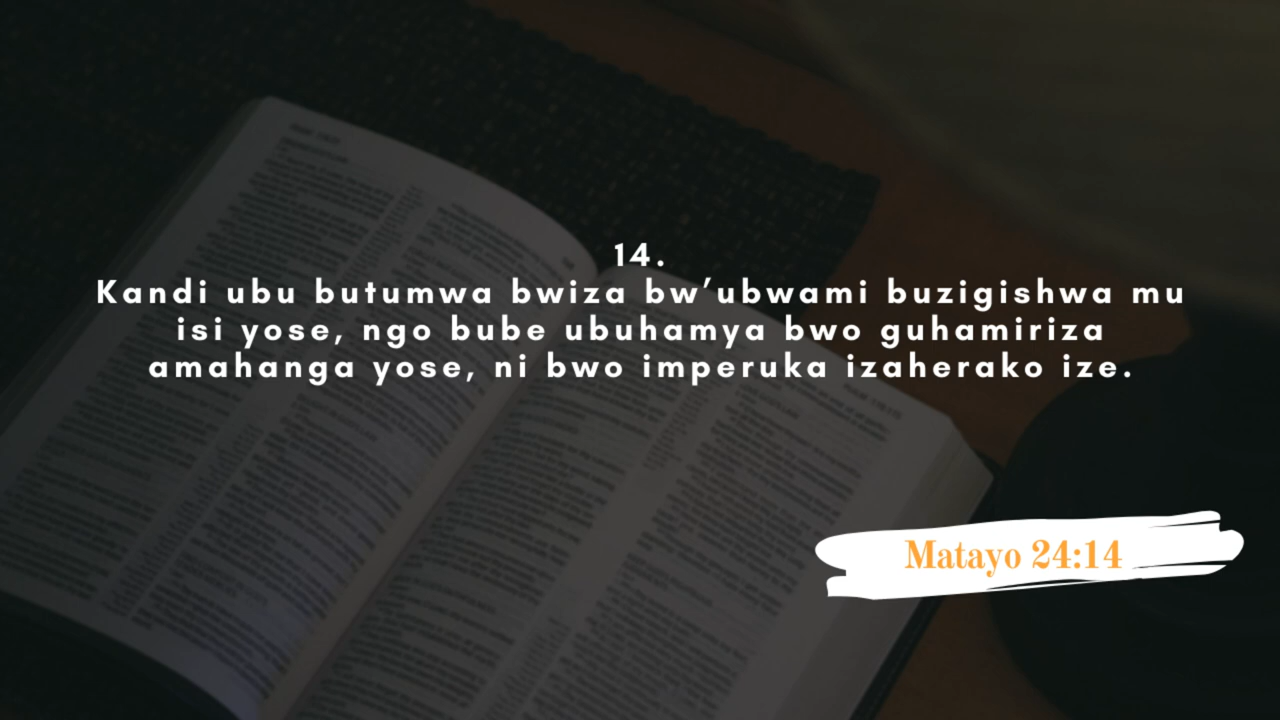 14.
Kandi ubu butumwa bwiza bw’ubwami buzigishwa mu
isi yose, ngo bube ubuhamya bwo guhamiriza
amahanga yose, ni bwo imperuka izaherako ize.
Matayo 24:14